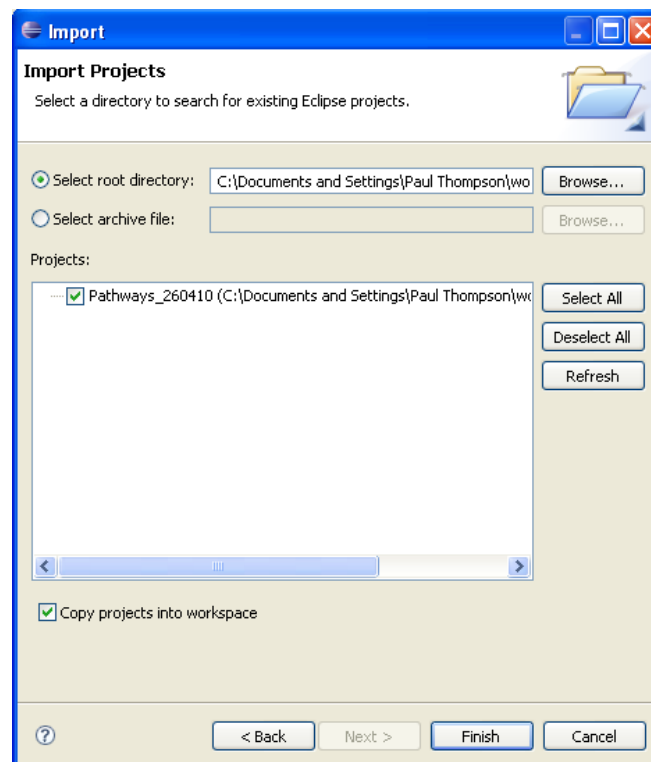 Import
Import Projects
Select a directory to search for existing Eclipse projects.
Select root directory: C:\Documents and Settings\Paul Thompson\wo Browse...
Select archive file: Browse...
Projects:
Pathways_260410 (C:\Documents and Settings\Paul Thompson\wo Select All
Deselect All
Refresh
Copy projects into workspace
? < Back Next > Finish Cancel